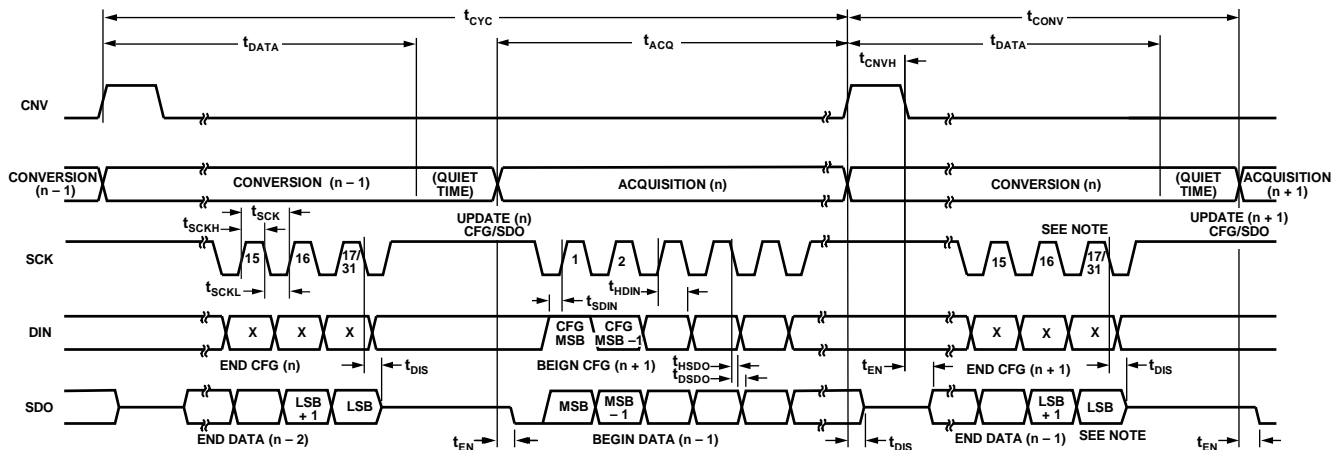 tCYC
tCONV
tDATA
tACQ
tDATA
tCNVH
CNV
CONVERSION
(n – 1)
CONVERSION (n – 1)
(QUIET
TIME)
ACQUISITION (n)
CONVERSION (n)
(QUIET
TIME)
ACQUISITION
(n + 1)
UPDATE (n)
CFG/SDO
UPDATE (n + 1)
CFG/SDO
tSCK
tSCKH
SEE NOTE
SCK
15
16
17/
31
1
2
15
16
17/
31
tSCKL
tHDIN
tSDIN
DIN
X
X
X
CFG
MSB
CFG
MSB –1
X
X
X
END CFG (n)
tDIS
BEIGN CFG (n + 1)
tHSDO
tDSDO
tEN
END CFG (n + 1)
tDIS
SDO
LSB
+ 1
LSB
MSB
MSB
–1
LSB
+ 1
LSB
END DATA (n – 2)
tEN
BEGIN DATA (n – 1)
tDIS
END DATA (n – 1)
SEE NOTE
tEN